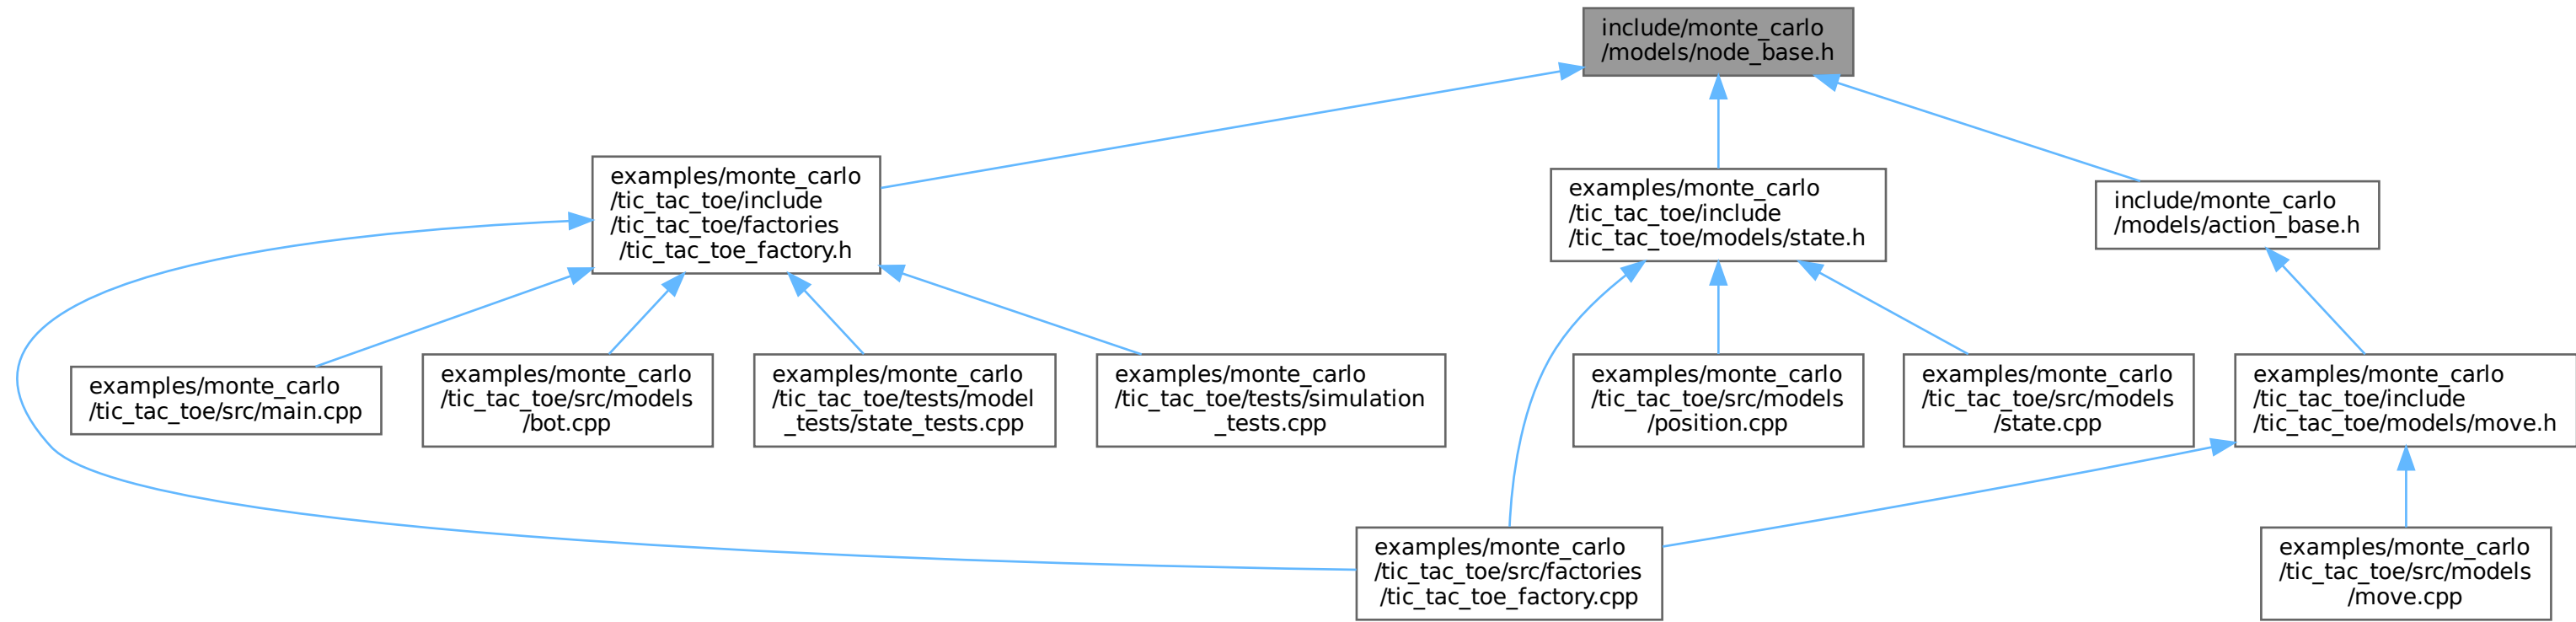 include/monte_carlo
/models/node_base.h
examples/monte_carlo
/tic_tac_toe/include
/tic_tac_toe/factories
/tic_tac_toe_factory.h
examples/monte_carlo
/tic_tac_toe/include
/tic_tac_toe/models/state.h
include/monte_carlo
/models/action_base.h
examples/monte_carlo
/tic_tac_toe/src/main.cpp
examples/monte_carlo
/tic_tac_toe/src/models
/bot.cpp
examples/monte_carlo
/tic_tac_toe/tests/model
_tests/state_tests.cpp
examples/monte_carlo
/tic_tac_toe/tests/simulation
_tests.cpp
examples/monte_carlo
/tic_tac_toe/src/models
/position.cpp
examples/monte_carlo
/tic_tac_toe/src/models
/state.cpp
examples/monte_carlo
/tic_tac_toe/include
/tic_tac_toe/models/move.h
examples/monte_carlo
/tic_tac_toe/src/factories
/tic_tac_toe_factory.cpp
examples/monte_carlo
/tic_tac_toe/src/models
/move.cpp